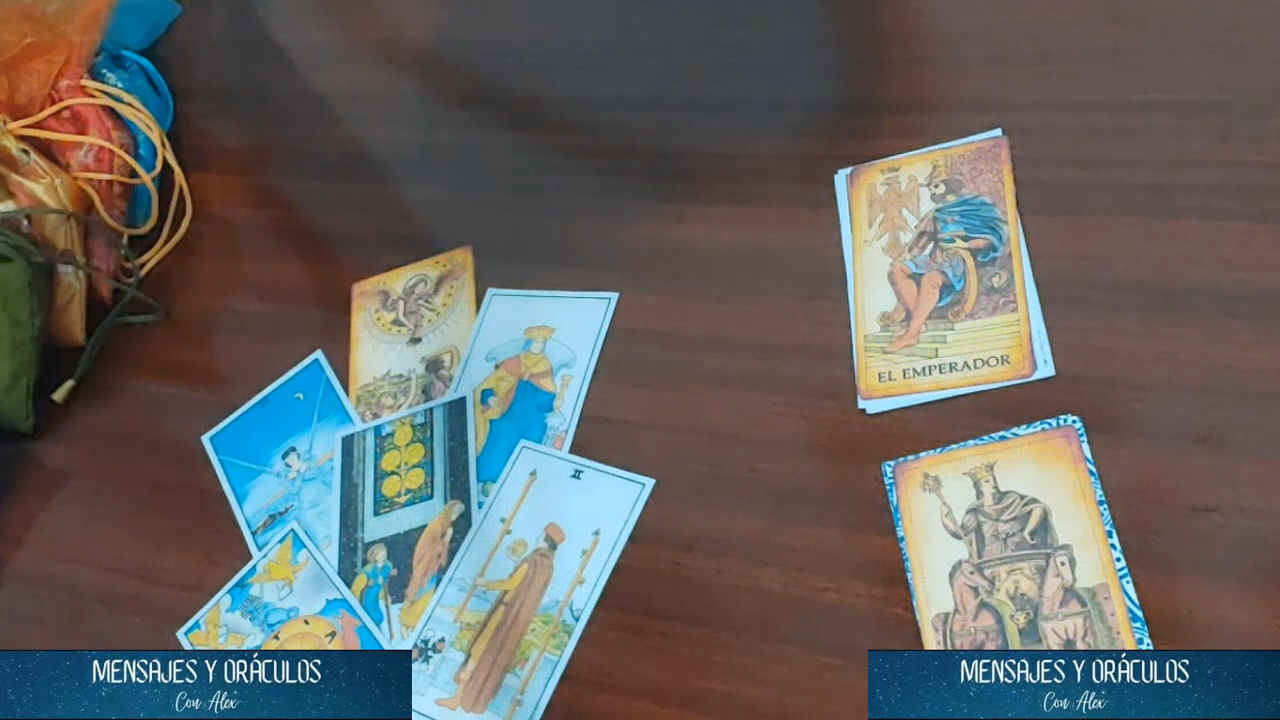 EL EMPERADOR
II
T
A
MENSAJES Y ORÁCULOS
Con Alex
MENSAJES Y ORÁCULOS
Con Alex